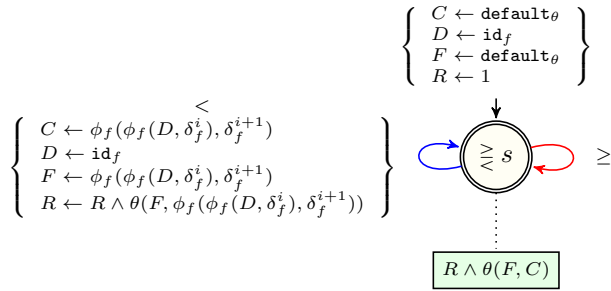 C ← default_θ
D ← id_f
F ← default_θ
R ← 1
<
C ← ϕ_f(ϕ_f(D, δ_f^i), δ_f^{i+1})
D ← id_f
F ← ϕ_f(ϕ_f(D, δ_f^i), δ_f^{i+1})
R ← R ∧ θ(F, ϕ_f(ϕ_f(D, δ_f^i), δ_f^{i+1}))
⋛ s
≥
R ∧ θ(F, C)